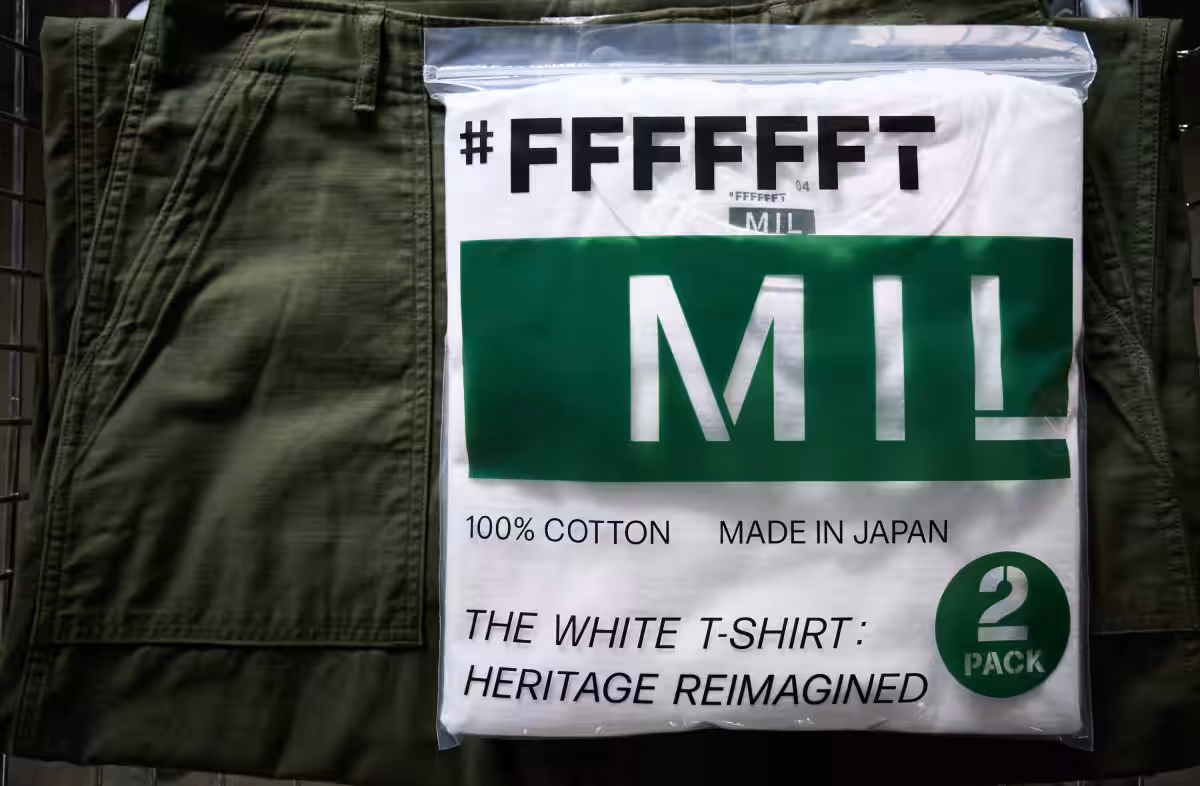 #FFFFFFT
#FFFFFFT 04
MIL
MIL
100% COTTON MADE IN JAPAN
THE WHITE T-SHIRT:
HERITAGE REIMAGINED
2
PACK